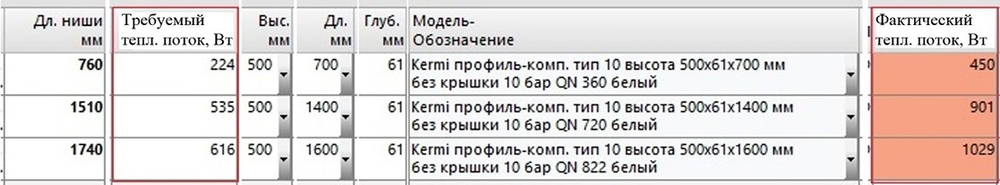 Дл. ниши мм
Требуемый тепл. поток, Вт
Выс. мм
Дл. мм
Глуб. мм
Модель-Обозначение
Фактический тепл. поток, Вт
760 224 500 700 61 Kermi профиль-комп. тип 10 высота 500x61x700 мм 450
без крышки 10 бар QN 360 белый
1510 535 500 1400 61 Kermi профиль-комп. тип 10 высота 500x61x1400 мм 901
без крышки 10 бар QN 720 белый
1740 616 500 1600 61 Kermi профиль-комп. тип 10 высота 500x61x1600 мм 1029
без крышки 10 бар QN 822 белый